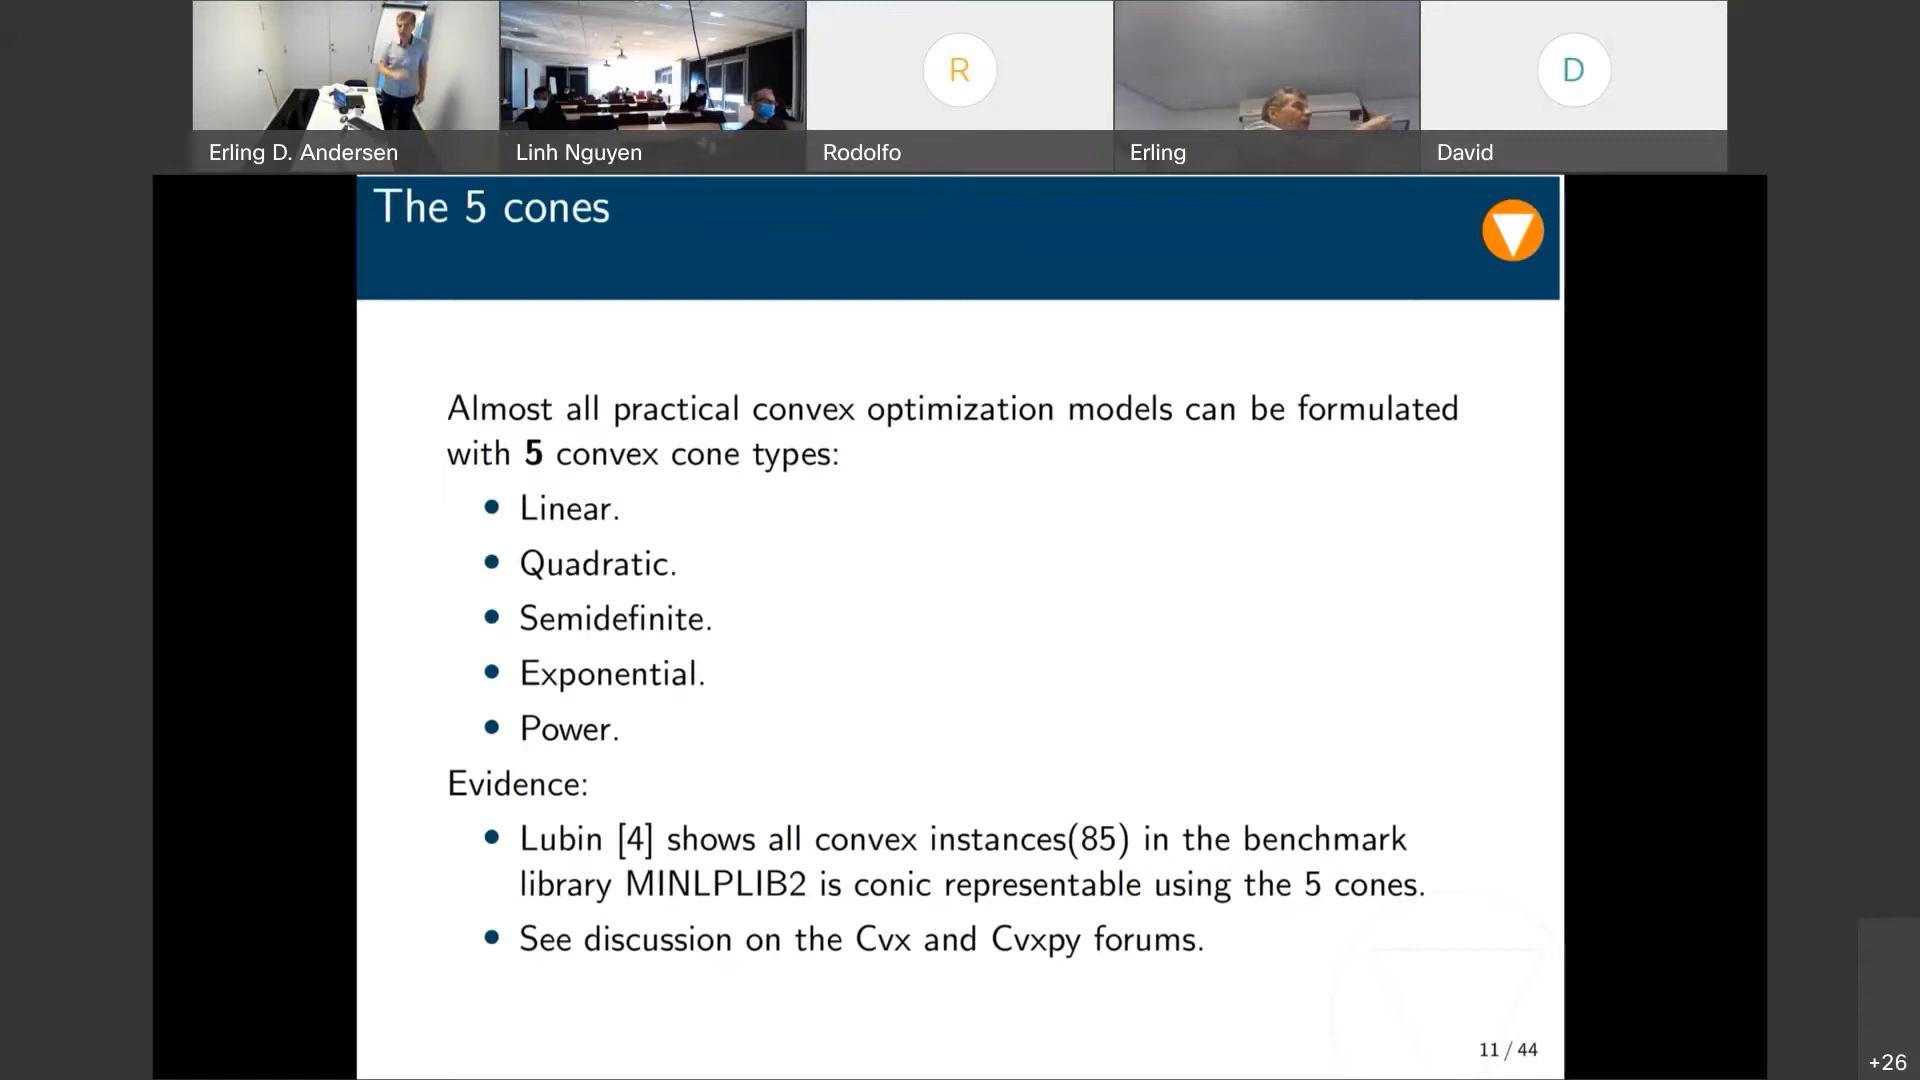 R
D
Erling D. Andersen
Linh Nguyen
Rodolfo
Erling
David
The 5 cones
Almost all practical convex optimization models can be formulated
with 5 convex cone types:
• Linear.
• Quadratic.
• Semidefinite.
• Exponential.
• Power.
Evidence:
• Lubin [4] shows all convex instances(85) in the benchmark
library MINLPLIB2 is conic representable using the 5 cones.
• See discussion on the Cvx and Cvxpy forums.
11 / 44
+26